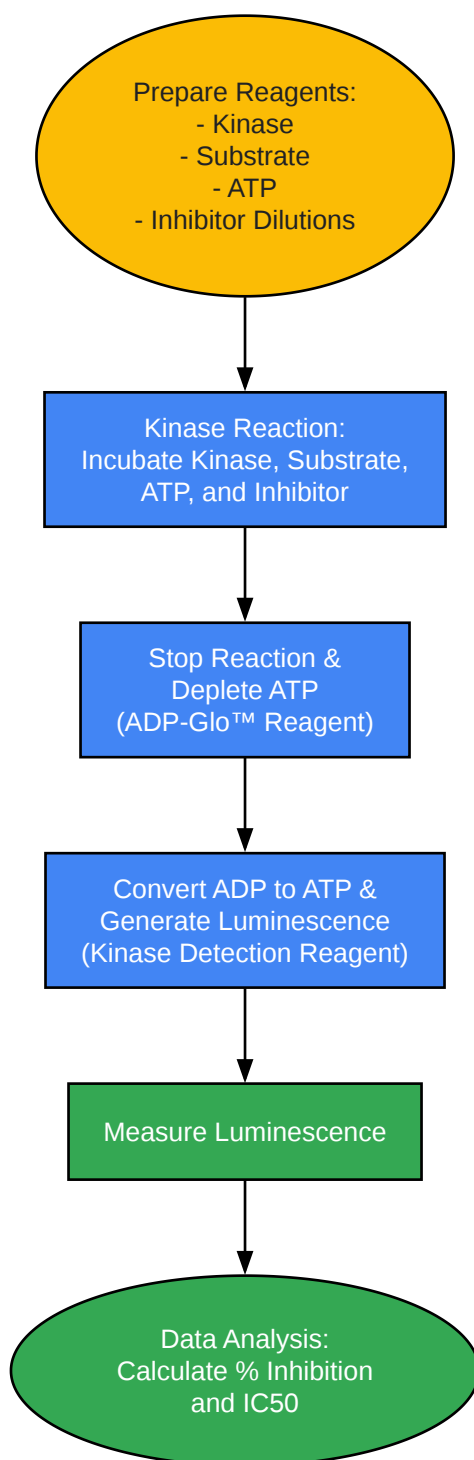 Prepare Reagents:
- Kinase
- Substrate
- ATP
- Inhibitor Dilutions
Kinase Reaction:
Incubate Kinase, Substrate,
ATP, and Inhibitor
Stop Reaction &
Deplete ATP
(ADP-Glo™ Reagent)
Convert ADP to ATP &
Generate Luminescence
(Kinase Detection Reagent)
Measure Luminescence
Data Analysis:
Calculate % Inhibition
and IC50